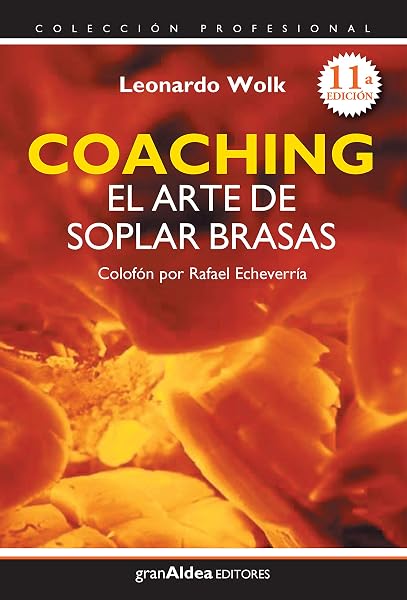 COLECCIÓN PROFESIONAL
Leonardo Wolk
11ª
EDICIÓN
COACHING
EL ARTE DE
SOPLAR BRASAS
Colofón por Rafael Echeverría
granAldea EDITORES